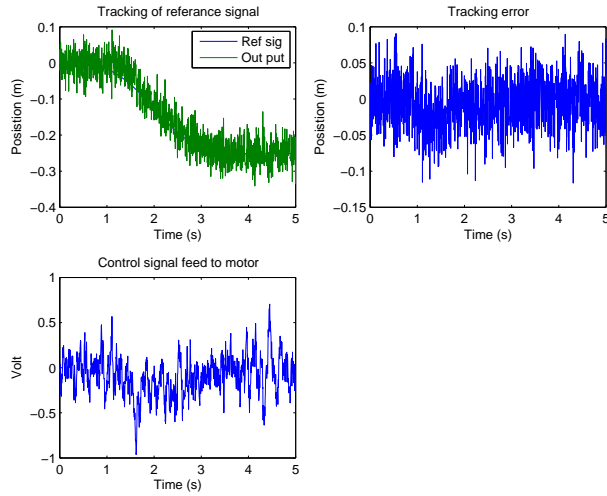 Tracking of referance signal
0.1
0
−0.1
−0.2
−0.3
−0.4
Posistion (m)
Ref sig
Out put
0 1 2 3 4 5
Time (s)
Tracking error
0.1
0.05
0
−0.05
−0.1
−0.15
Posistion (m)
0 1 2 3 4 5
Time (s)
Control signal feed to motor
1
0.5
0
−0.5
−1
Volt
0 1 2 3 4 5
Time (s)